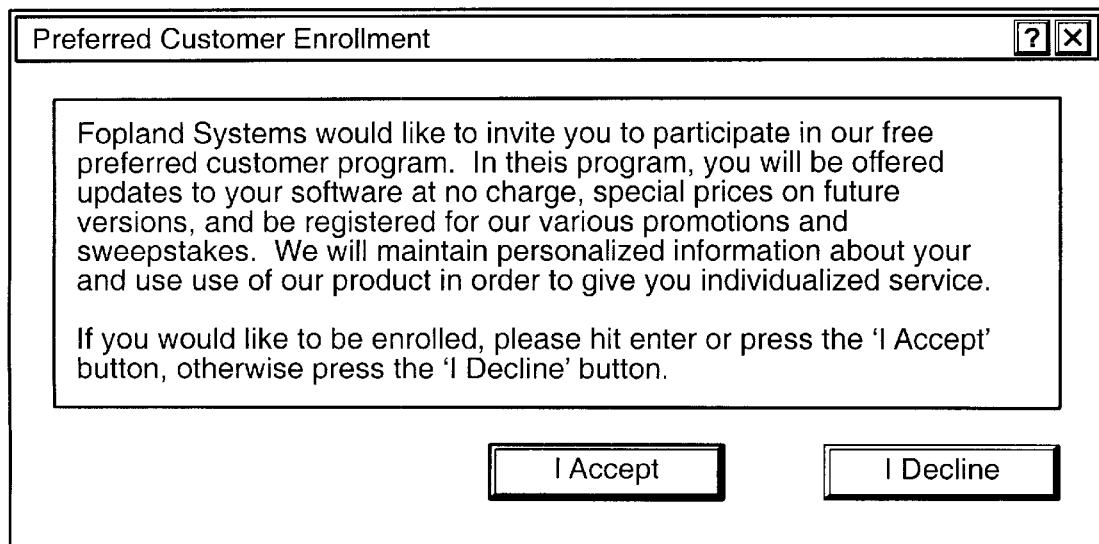 Preferred Customer Enrollment
?
X
Fopland Systems would like to invite you to participate in our free
preferred customer program.  In theis program, you will be offered
updates to your software at no charge, special prices on future
versions, and be registered for our various promotions and
sweepstakes.  We will maintain personalized information about your
and use use of our product in order to give you individualized service.
If you would like to be enrolled, please hit enter or press the ‘I Accept’
button, otherwise press the ‘I Decline’ button.
I Accept
I Decline